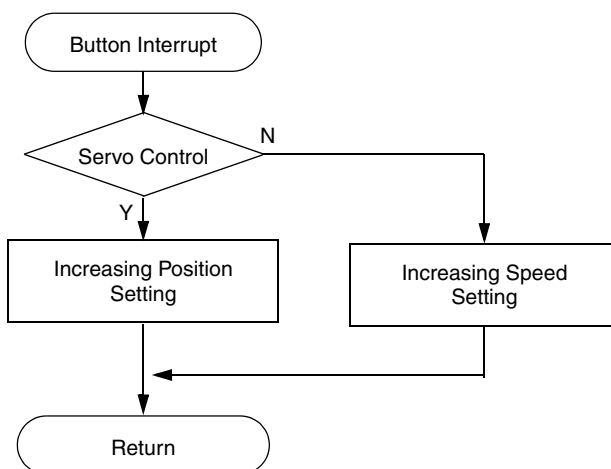 Button Interrupt
Servo Control
N
Y
Increasing Position
Setting
Increasing Speed
Setting
Return